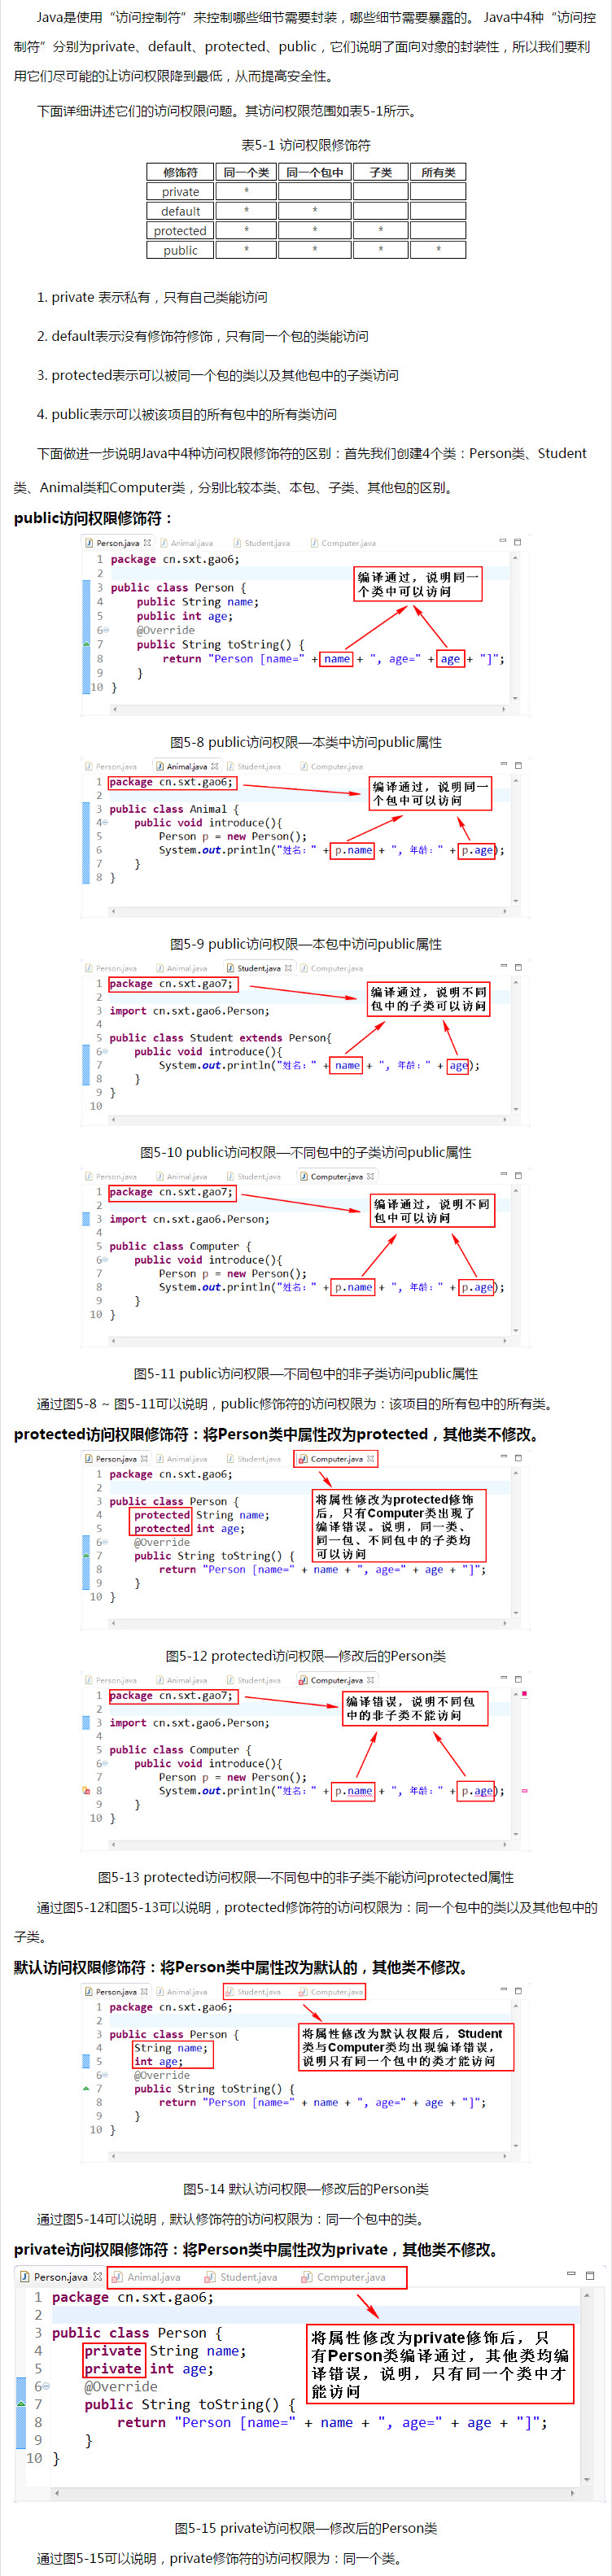 Java是使用“访问控制符”来控制哪些细节需要封装，哪些细节需要暴露的。 Java中4种“访问控
制符”分别为private、default、protected、public，它们说明了面向对象的封装性，所以我们要利
用它们尽可能的让访问权限降到最低，从而提高安全性。
下面详细讲述它们的访问权限问题。其访问权限范围如表5-1所示。
表5-1 访问权限修饰符
修饰符 同一个类 同一个包中 子类 所有类
private *
default * *
protected * * *
public * * * *
1. private 表示私有，只有自己类能访问
2. default表示没有修饰符修饰，只有同一个包的类能访问
3. protected表示可以被同一个包的类以及其他包中的子类访问
4. public表示可以被该项目的所有包中的所有类访问
下面做进一步说明Java中4种访问权限修饰符的区别：首先我们创建4个类：Person类、Student
类、Animal类和Computer类，分别比较本类、本包、子类、其他包的区别。
public访问权限修饰符：
Person.java Animal.java Student.java Computer.java
1 package cn.sxt.gao6;
2
3 public class Person {
4 public String name;
5 public int age;
6 @Override
7 public String toString() {
8 return "Person [name=" + name + ", age=" + age + "]";
9 }
10 }
编译通过，说明同一
个类中可以访问
图5-8 public访问权限—本类中访问public属性
Person.java Animal.java Student.java Computer.java
1 package cn.sxt.gao6;
2
3 public class Animal {
4 public void introduce(){
5 Person p = new Person();
6 System.out.println("姓名：" + p.name + ", 年龄：" + p.age);
7 }
8 }
编译通过，说明同一
个包中可以访问
图5-9 public访问权限—本包中访问public属性
Person.java Animal.java Student.java Computer.java
1 package cn.sxt.gao7;
2
3 import cn.sxt.gao6.Person;
4
5 public class Student extends Person{
6 public void introduce(){
7 System.out.println("姓名：" + name + ", 年龄：" + age);
8 }
9 }
10
编译通过，说明不同
包中的子类可以访问
图5-10 public访问权限—不同包中的子类访问public属性
Person.java Animal.java Student.java Computer.java
1 package cn.sxt.gao7;
2
3 import cn.sxt.gao6.Person;
4
5 public class Computer {
6 public void introduce(){
7 Person p = new Person();
8 System.out.println("姓名：" + p.name + ", 年龄：" + p.age);
9 }
10 }
编译通过，说明不同
包中可以访问
图5-11 public访问权限—不同包中的非子类访问public属性
通过图5-8 ~ 图5-11可以说明，public修饰符的访问权限为：该项目的所有包中的所有类。
protected访问权限修饰符：将Person类中属性改为protected，其他类不修改。
Person.java Animal.java Student.java Computer.java
1 package cn.sxt.gao6;
2
3 public class Person {
4 protected String name;
5 protected int age;
6 @Override
7 public String toString() {
8 return "Person [name=" + name + ", age=" + age + "]";
9 }
10 }
将属性修改为protected修饰
后，只有Computer类出现了
编译错误。说明，同一类、
同一包、不同包中的子类均
可以访问
图5-12 protected访问权限—修改后的Person类
Person.java Animal.java Student.java Computer.java
1 package cn.sxt.gao7;
2
3 import cn.sxt.gao6.Person;
4
5 public class Computer {
6 public void introduce(){
7 Person p = new Person();
8 System.out.println("姓名：" + p.name + ", 年龄：" + p.age);
9 }
10 }
编译错误，说明不同包
中的非子类不能访问
图5-13 protected访问权限—不同包中的非子类不能访问protected属性
通过图5-12和图5-13可以说明，protected修饰符的访问权限为：同一个包中的类以及其他包中的
子类。
默认访问权限修饰符：将Person类中属性改为默认的，其他类不修改。
Person.java Animal.java Student.java Computer.java
1 package cn.sxt.gao6;
2
3 public class Person {
4 String name;
5 int age;
6 @Override
7 public String toString() {
8 return "Person [name=" + name + ", age=" + age + "]";
9 }
10 }
将属性修改为默认权限后，Student
类与Computer类均出现编译错误，
说明只有同一个包中的类才能访问
图5-14 默认访问权限—修改后的Person类
通过图5-14可以说明，默认修饰符的访问权限为：同一个包中的类。
private访问权限修饰符：将Person类中属性改为private，其他类不修改。
Person.java Animal.java Student.java Computer.java
1 package cn.sxt.gao6;
2
3 public class Person {
4 private String name;
5 private int age;
6 @Override
7 public String toString() {
8 return "Person [name=" + name + ", age=" + age + "]";
9 }
10 }
将属性修改为private修饰后，只
有Person类编译通过，其他类均编
译错误，说明，只有同一个类中才
能访问
图5-15 private访问权限—修改后的Person类
通过图5-15可以说明，private修饰符的访问权限为：同一个类。